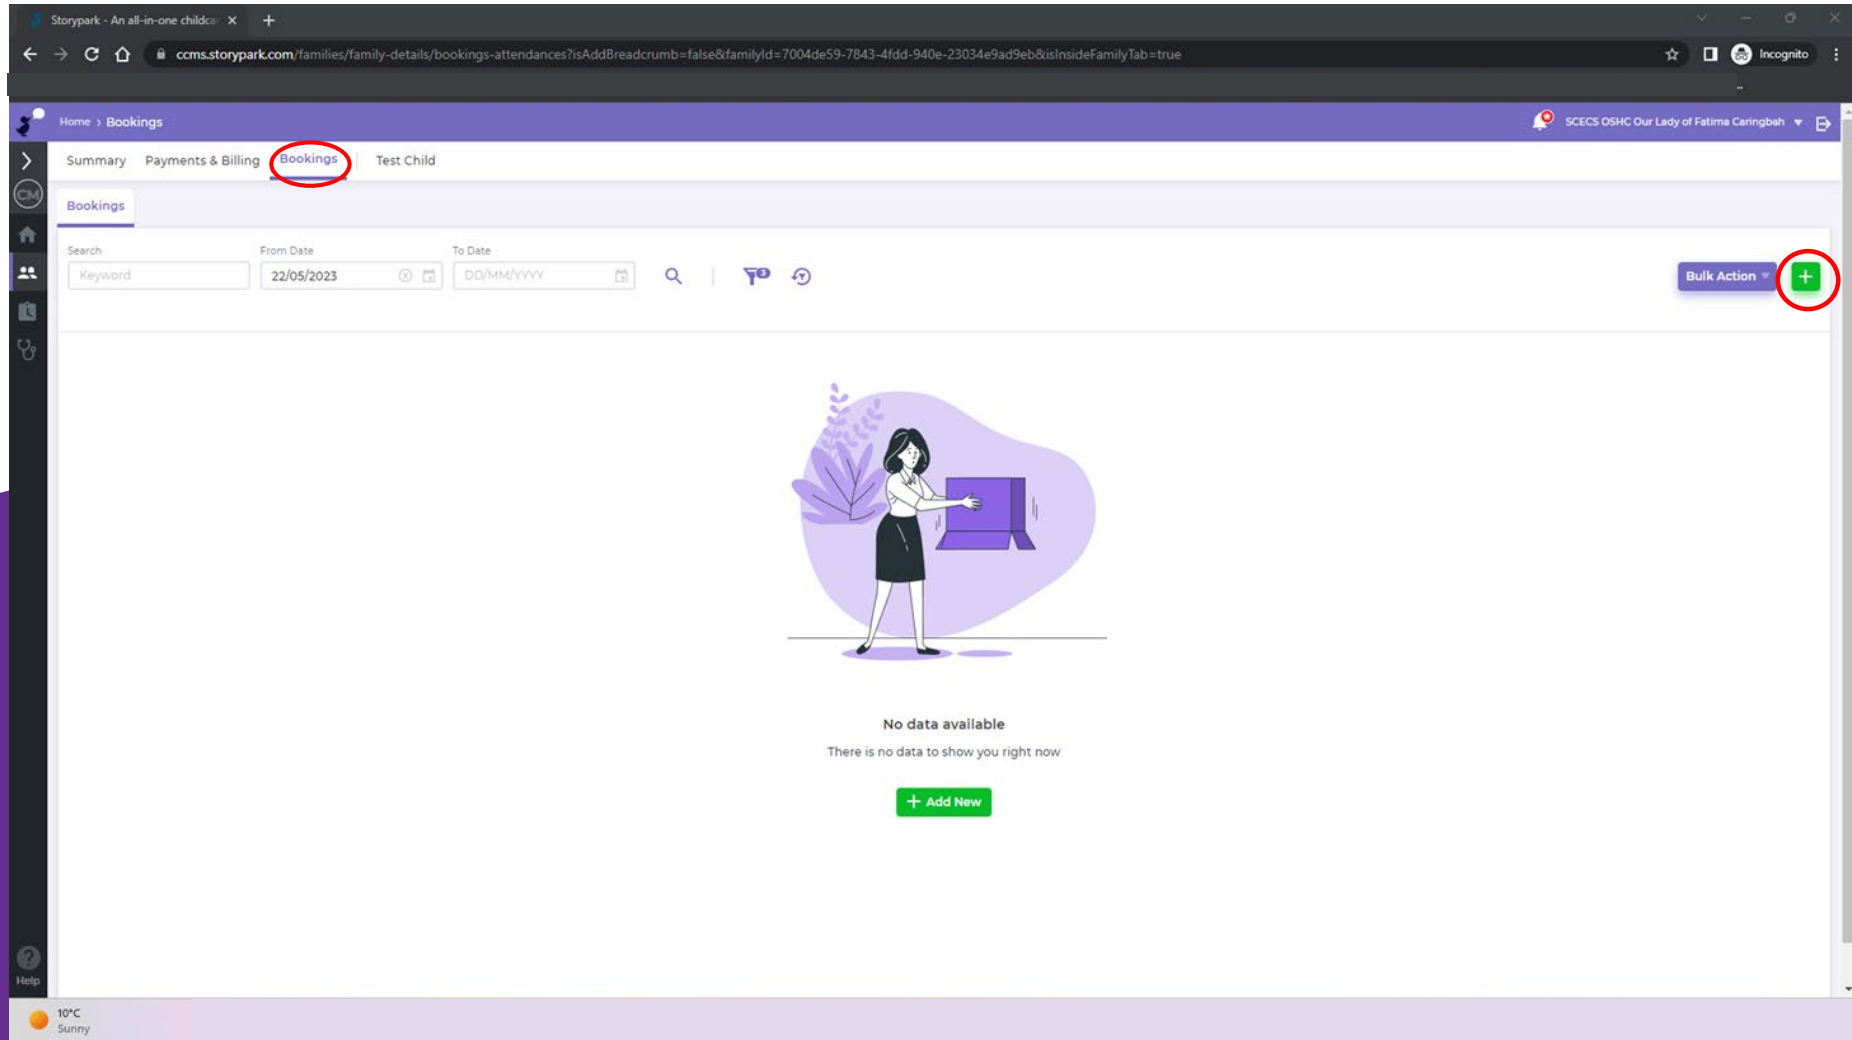 Storypark - An all-in-one childcar
ccms.storypark.com/families/family-details/bookings-attendances?isAddBreadcrumb=false&familyId=7004de59-7843-4fdd-940e-23034e9ad9eb&isInsideFamilyTab=true
Incognito
Home > Bookings
SCECS OSHC Our Lady of Fatima Caringbah
Summary Payments & Billing Bookings Test Child
CM
Bookings
Search From Date To Date
Keyword 22/05/2023 DD/MM/YYYY 3
Bulk Action
No data available
There is no data to show you right now
+ Add New
Help
10°C
Sunny